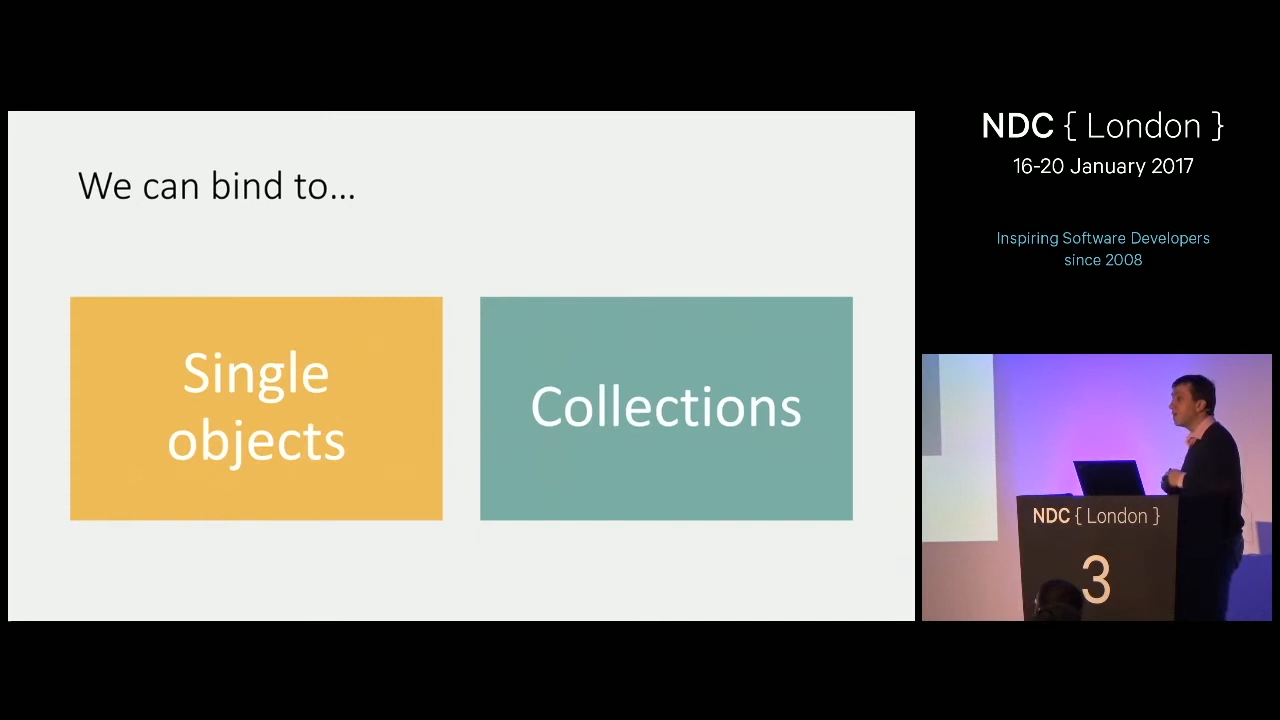 We can bind to...
Single
objects
Collections
NDC { London }
16-20 January 2017
Inspiring Software Developers
since 2008
NDC { London }
3